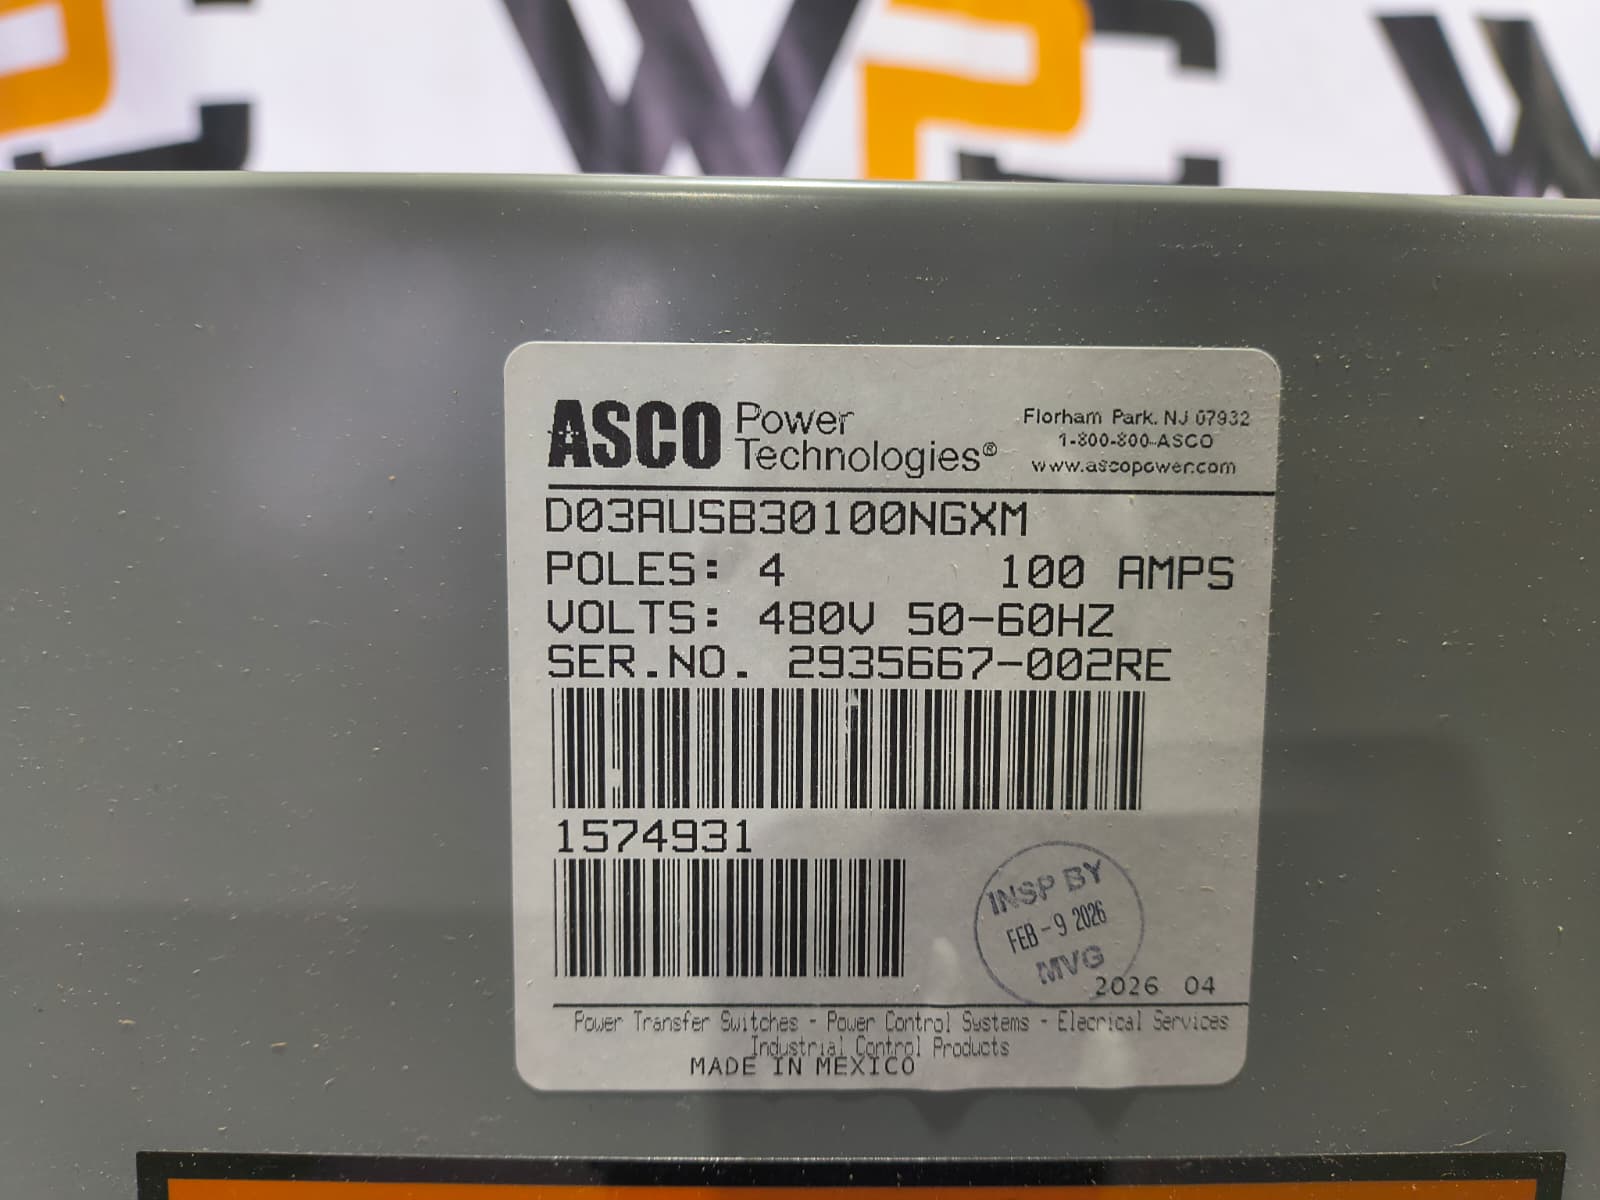 WPC
ASCO Power Technologies®
Florham Park, NJ 07932
1-800-800-ASCO
www.ascopower.com
D03AUSB30100NGXM
POLES: 4 100 AMPS
VOLTS: 480V 50-60HZ
SER.NO. 2935667-002RE
1574931
INSP BY
FEB - 9 2026
MVG
2026 04
Power Transfer Switches - Power Control Systems - Elecrical Services
Industrial Control Products
MADE IN MEXICO